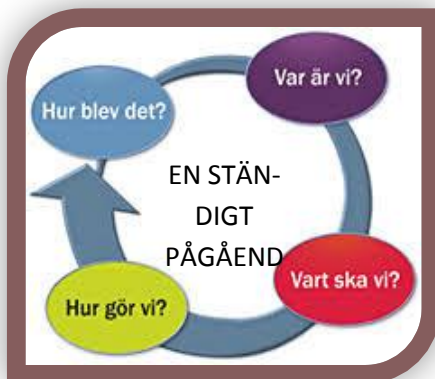 Var är vi?
Hur blev det?
EN STÄN-
DIGT
PÅGÅEND
Vart ska vi?
Hur gör vi?